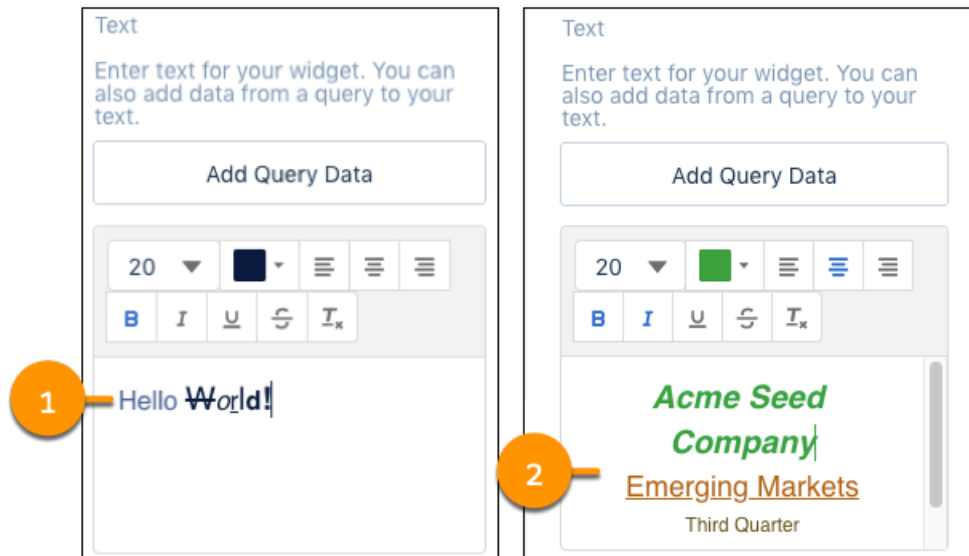 Text
Enter text for your widget. You can
also add data from a query to your
text.
Add Query Data
20
B I U S Tx
1
Hello World!
Text
Enter text for your widget. You can
also add data from a query to your
text.
Add Query Data
20
B I U S Tx
2
Acme Seed
Company
Emerging Markets
Third Quarter